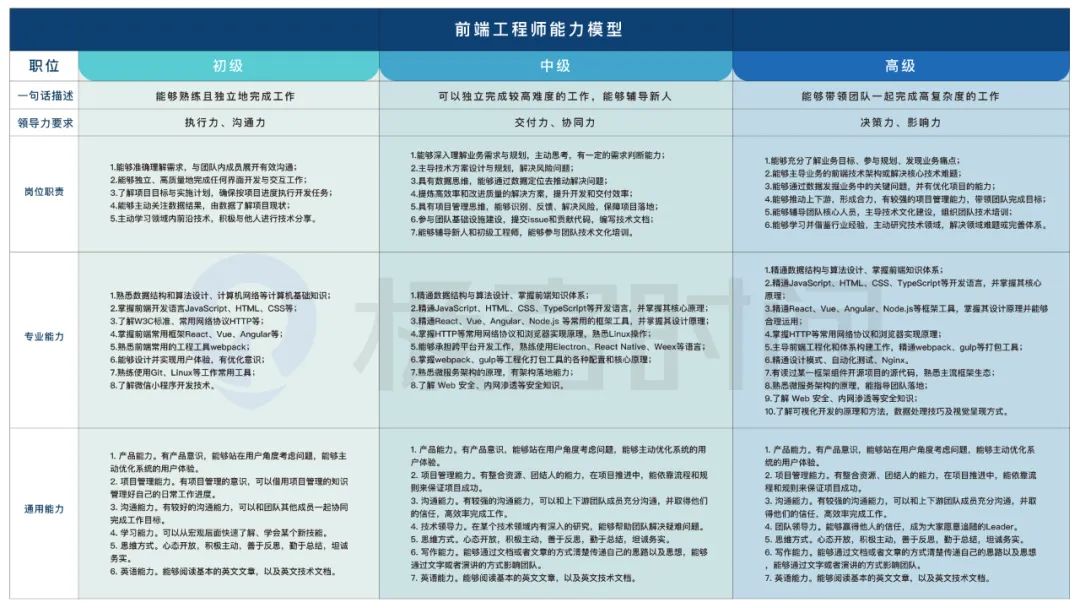 前端工程师能力模型
职位
初级
中级
高级
一句话描述
能够熟练且独立地完成工作
可以独立完成较高难度的工作，能够辅导新人
能够带领团队一起完成高复杂度的工作
领导力要求
执行力、沟通力
交付力、协同力
决策力、影响力
岗位职责
1.能够准确理解需求，与团队内成员展开有效沟通；
2.能够独立、高质量地完成任何界面开发与交互工作；
3.了解项目目标与实施计划，确保按项目进度执行开发任务；
4.能够主动关注数据结果，由数据了解项目现状；
5.主动学习领域内前沿技术，积极与他人进行技术分享。
1.能够深入理解业务需求与规划，主动思考，有一定的需求判断能力；
2.主导技术方案设计与规划，解决风险问题；
3.具有数据思维，能够通过数据定位去推动解决问题；
4.提炼高效率和改进质量的解决方案，提升开发和交付效率；
5.具有项目管理思维，能够识别、反馈、解决风险，保障项目落地；
6.参与团队基础设施建设，提交issue和贡献代码，编写技术文档；
7.能够辅导新人和初级工程师，能够参与团队技术文化培训。
1.能够充分了解业务目标、参与规划、发现业务痛点；
2.能够主导业务的前端技术架构或解决核心技术难题；
3.能够通过数据发掘业务中的关键问题，并有优化项目的能力；
4.能够推动上下游，形成合力，有较强的项目管理能力，带领团队完成目标；
5.能够辅导团队核心人员，主导技术文化建设，组织团队技术培训；
6.能够学习并借鉴行业经验，主动研究技术领域，解决领域难题或完善体系。
专业能力
1.熟悉数据结构和算法设计、计算机网络等计算机基础知识；
2.掌握前端开发语言JavaScript、HTML、CSS等；
3.了解W3C标准、常用网络协议HTTP等；
4.掌握前端常用框架React、Vue、Angular等；
5.熟悉前端常用的工程工具webpack；
6.能够设计并实现用户体验，有优化意识；
7.熟练使用Git、Linux等工作常用工具；
8.了解微信小程序开发技术。
1.精通数据结构与算法设计、掌握前端知识体系；
2.精通JavaScript、HTML、CSS、TypeScript等开发语言，并掌握其核心原理；
3.精通React、Vue、Angular、Node.js 等常用的框架工具，并掌握其设计原理；
4.掌握HTTP等常用网络协议和浏览器实现原理，熟悉Linux操作；
5.能够承担跨平台开发工作，熟练使用Electron、React Native、Weex等语言；
6.掌握webpack、gulp等工程化打包工具的各种配置和核心原理；
7.熟悉微服务架构的原理，有架构落地能力；
8.了解 Web 安全、内网渗透等安全知识。
1.精通数据结构与算法设计、掌握前端知识体系；
2.精通JavaScript、HTML、CSS、TypeScript等开发语言，并掌握其核心
原理；
3.精通React、Vue、Angular、Node.js等框架工具，掌握其设计原理并能够
合理运用；
4.掌握HTTP等常用网络协议和浏览器实现原理；
5.主导前端工程化和体系构建工作，精通webpack、gulp等打包工具；
6.精通设计模式、自动化测试、Nginx。
7.有读过某一框架组件开源项目的源代码，熟悉主流框架生态；
8.熟悉微服务架构的原理，能指导团队落地；
9.了解 Web 安全、内网渗透等安全知识；
10.了解可视化开发的原理和方法，数据处理技巧及视觉呈现方式。
极客时间
通用能力
1. 产品能力。有产品意识，能够站在用户角度考虑问题，能够主
动优化系统的用户体验。
2. 项目管理能力。有项目管理的意识，可以借用项目管理的知识
管理好自己的日常工作进度。
3. 沟通能力。有较好的沟通能力，可以和团队其他成员一起协同
完成工作目标。
4. 学习能力。可以从宏观层面快速了解、学会某个新技能。
5. 思维方式。心态开放，积极主动，善于反思，勤于总结，坦诚
务实。
6. 英语能力。能够阅读基本的英文文章，以及英文技术文档。
1. 产品能力。有产品意识，能够站在用户角度考虑问题，能够主动优化系统的用
户体验。
2. 项目管理能力。有整合资源、团结人的能力，在项目推进中，能依靠流程和规
则来保证项目成功。
3. 沟通能力。有较强的沟通能力，可以和上下游团队成员充分沟通，并取得他们
的信任，高效率完成工作。
4. 技术领导力。在某个技术领域内有深入的研究，能够帮助团队解决疑难问题。
5. 思维方式。心态开放，积极主动，善于反思，勤于总结，坦诚务实。
6. 写作能力。能够通过文档或者文章的方式清楚传递自己的思路以及思想，能够
通过文字或者演讲的方式影响团队。
7. 英语能力。能够阅读基本的英文文章，以及英文技术文档。
1. 产品能力。有产品意识，能够站在用户角度考虑问题，能够主动优化系
统的用户体验。
2. 项目管理能力。有整合资源、团结人的能力，在项目推进中，能依靠流
程和规则来保证项目成功。
3. 沟通能力。有较强的沟通能力，可以和上下游团队成员充分沟通，并取
得他们的信任、高效率完成工作。
4. 团队领导力。能够赢得他人的信任，成为大家愿意追随的Leader。
5. 思维方式。心态开放，积极主动，善于反思，勤于总结，坦诚务实。
6. 写作能力。能够通过文档或者文章的方式清楚传递自己的思路以及思想
，能够通过文字或者演讲的方式影响团队。
7. 英语能力。能够阅读基本的英文文章，以及英文技术文档。